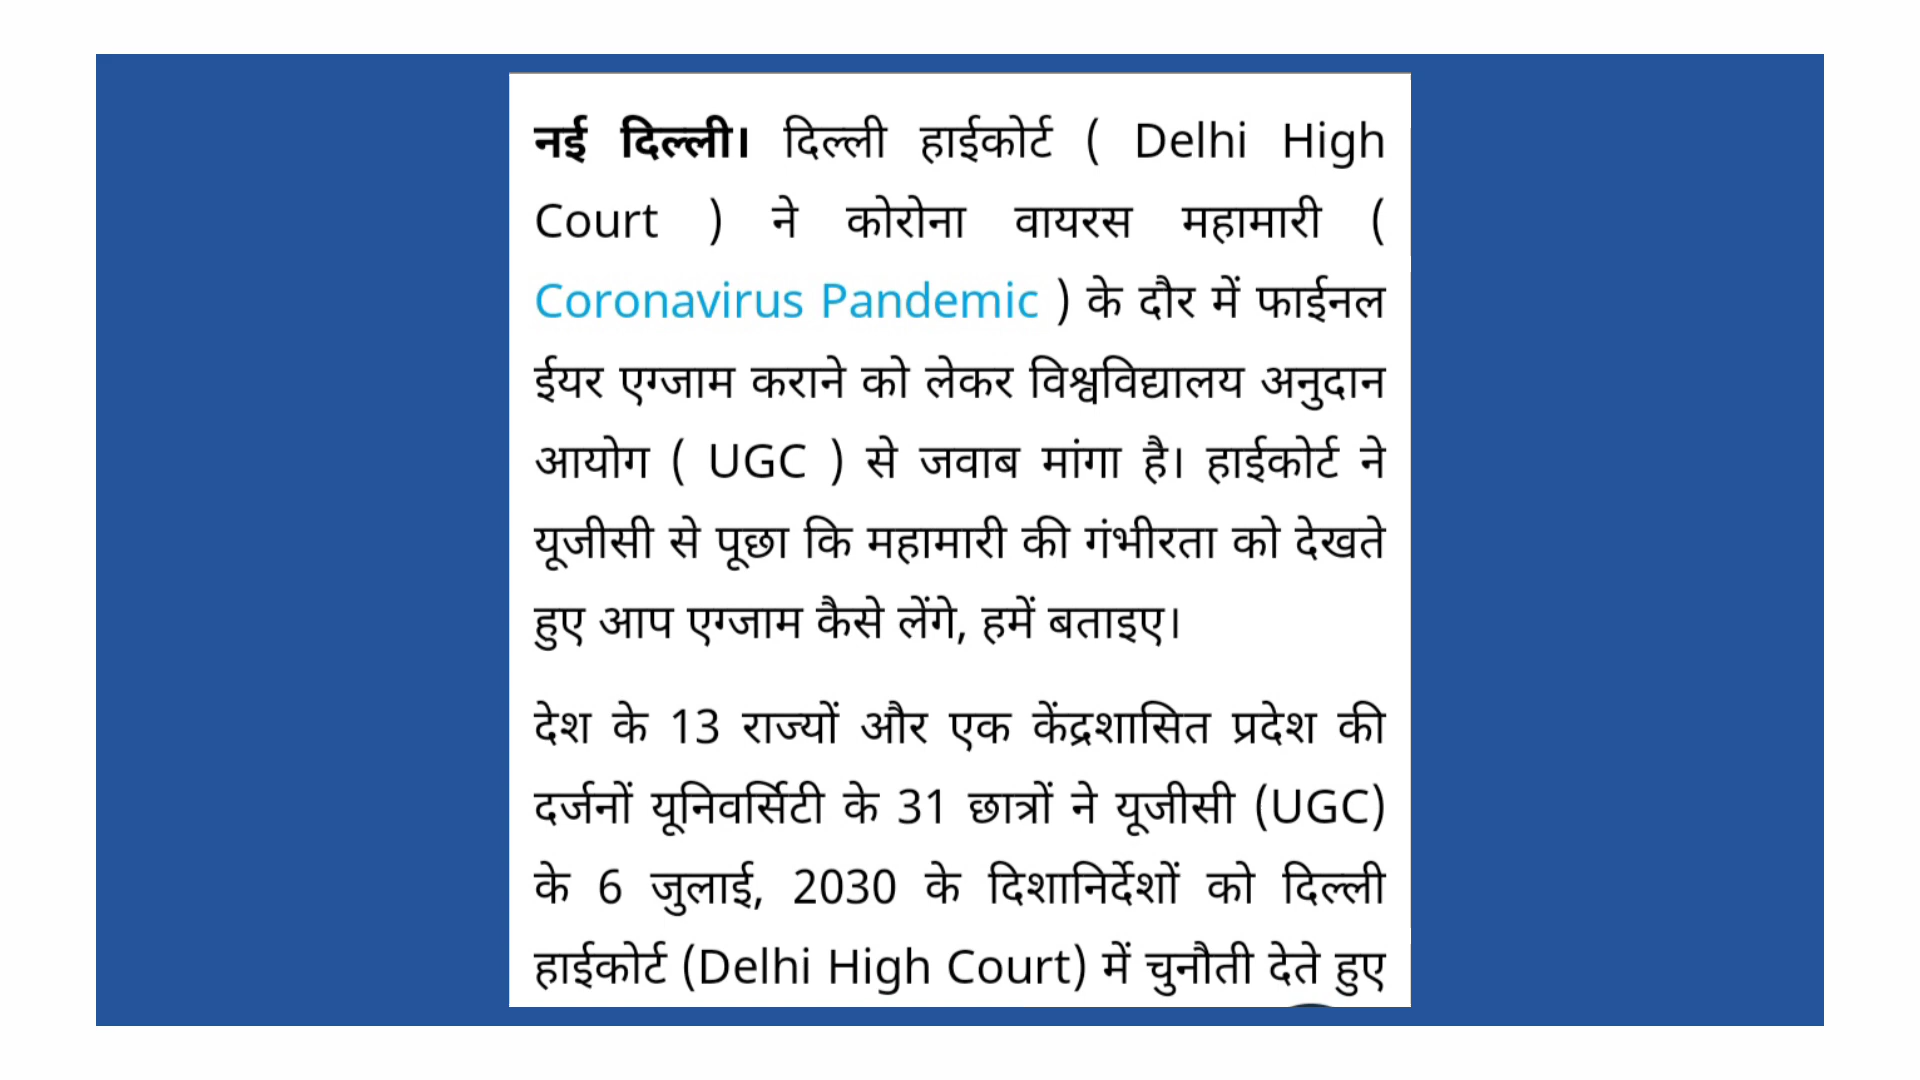 नई दिल्ली। दिल्ली हाईकोर्ट ( Delhi High
Court ) ने कोरोना वायरस महामारी (
Coronavirus Pandemic ) के दौर में फाईनल
ईयर एग्जाम कराने को लेकर विश्वविद्यालय अनुदान
आयोग ( UGC ) से जवाब मांगा है। हाईकोर्ट ने
यूजीसी से पूछा कि महामारी की गंभीरता को देखते
हुए आप एग्जाम कैसे लेंगे, हमें बताइए।
देश के 13 राज्यों और एक केंद्रशासित प्रदेश की
दर्जनों यूनिवर्सिटी के 31 छात्रों ने यूजीसी (UGC)
के 6 जुलाई, 2030 के दिशानिर्देशों को दिल्ली
हाईकोर्ट (Delhi High Court) में चुनौती देते हुए